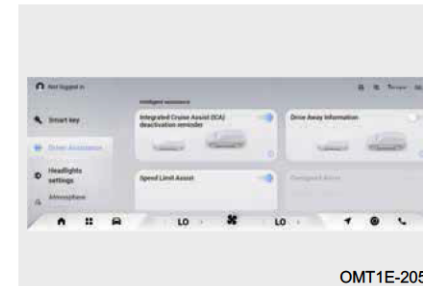 Not logged in
Intelligent assistance
Smart key
Integrated Cruise Assist (ICA)
deactivation reminder
Drive Away Information
Driver Assistance
Headlights
settings
Speed Limit Assist
Atmosphere
LO
LO
OMT1E-205